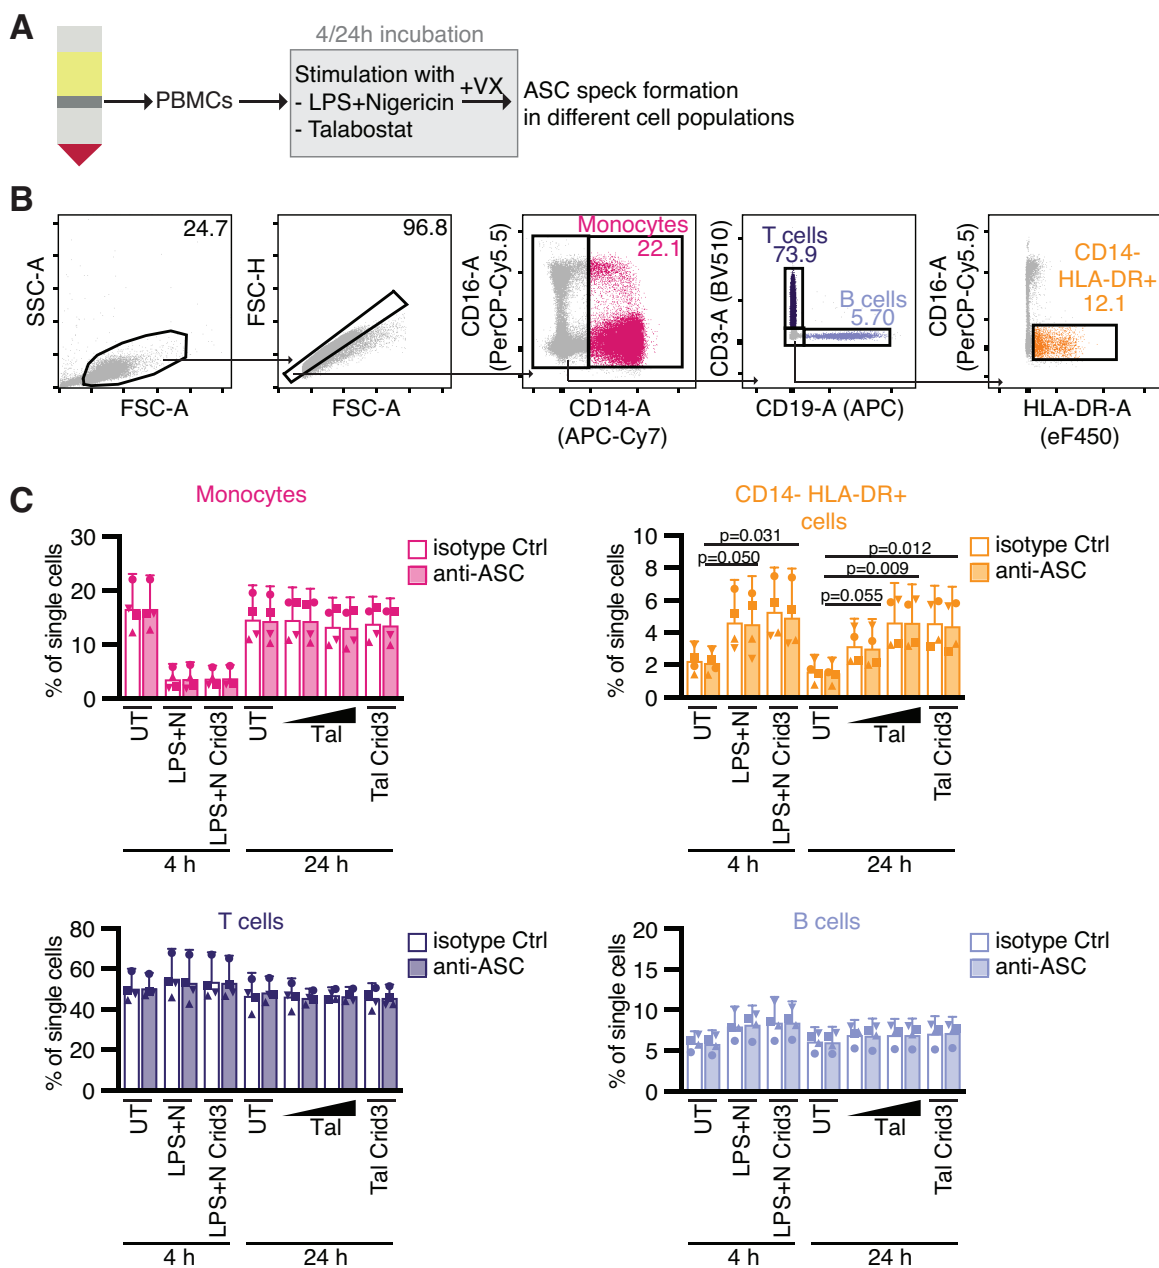 A
4/24h incubation
PBMCs
Stimulation with
- LPS+Nigericin
- Talabostat
+VX
ASC speck formation
in different cell populations
B
24.7
SSC-A
FSC-A
96.8
FSC-H
FSC-A
Monocytes
22.1
CD16-A
(PerCP-Cy5.5)
CD14-A
(APC-Cy7)
T cells
73.9
B cells
5.70
CD3-A (BV510)
CD19-A (APC)
CD14-
HLA-DR+
12.1
CD16-A
(PerCP-Cy5.5)
HLA-DR-A
(eF450)
C
Monocytes
isotype Ctrl
anti-ASC
% of single cells
30
20
10
0
UT
LPS+N
LPS+N Crid3
UT
Tal
Tal Crid3
4 h
24 h
CD14- HLA-DR+
cells
isotype Ctrl
anti-ASC
p=0.031
p=0.050
p=0.012
p=0.009
p=0.055
% of single cells
10
8
6
4
2
0
UT
LPS+N
LPS+N Crid3
UT
Tal
Tal Crid3
4 h
24 h
T cells
isotype Ctrl
anti-ASC
% of single cells
80
60
40
20
0
UT
LPS+N
LPS+N Crid3
UT
Tal
Tal Crid3
4 h
24 h
B cells
isotype Ctrl
anti-ASC
% of single cells
20
15
10
5
0
UT
LPS+N
LPS+N Crid3
UT
Tal
Tal Crid3
4 h
24 h